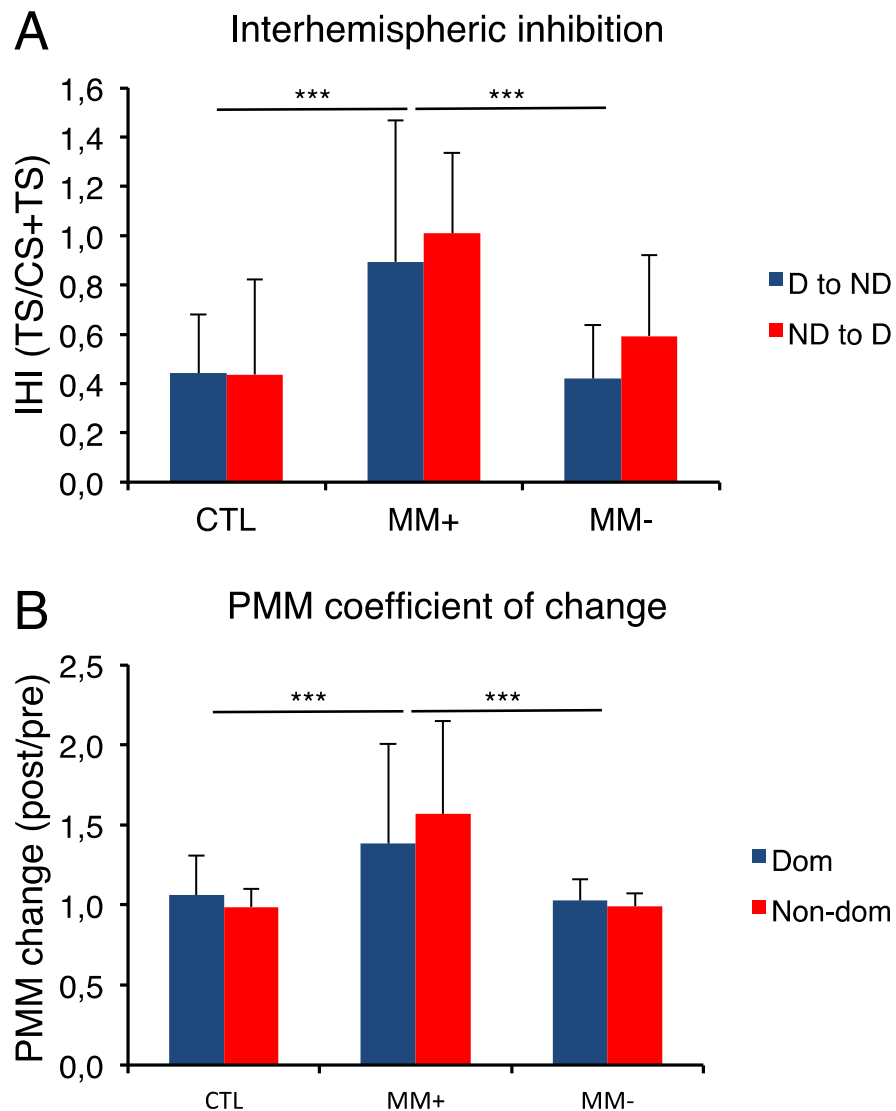 A Interhemispheric inhibition
IHI (TS/CS+TS)
1,6
1,4
1,2
1,0
0,8
0,6
0,4
0,2
0,0
*** ***
D to ND
ND to D
CTL MM+ MM-
B PMM coefficient of change
PMM change (post/pre)
2,5
2,0
1,5
1,0
0,5
0,0
*** ***
Dom
Non-dom
CTL MM+ MM-